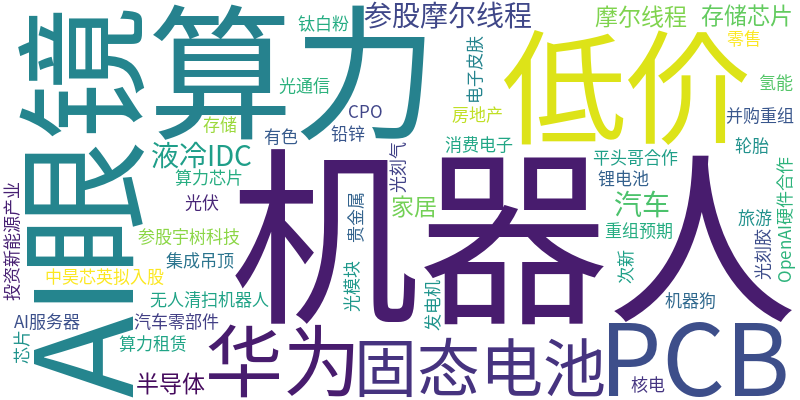 AI眼镜
算力
钛白粉
参股摩尔线程
摩尔线程
存储芯片
零售
低价
光通信
电子皮肤
氢能
CPO
房地产
并购重组
存储
有色
铅锌
消费电子
轮胎
液冷IDC
光刻气
平头哥合作
算力芯片
锂电池
OpenAI硬件合作
机器人
投资新能源产业
光伏
贵金属
家居
汽车
旅游
参股宇树科技
重组预期
光刻胶
集成吊顶
中昊芯英拟入股
光模块
次新
无人清扫机器人
发电机
机器狗
AI服务器
汽车零部件
芯片
算力租赁
华为
固态电池
PCB
半导体
核电